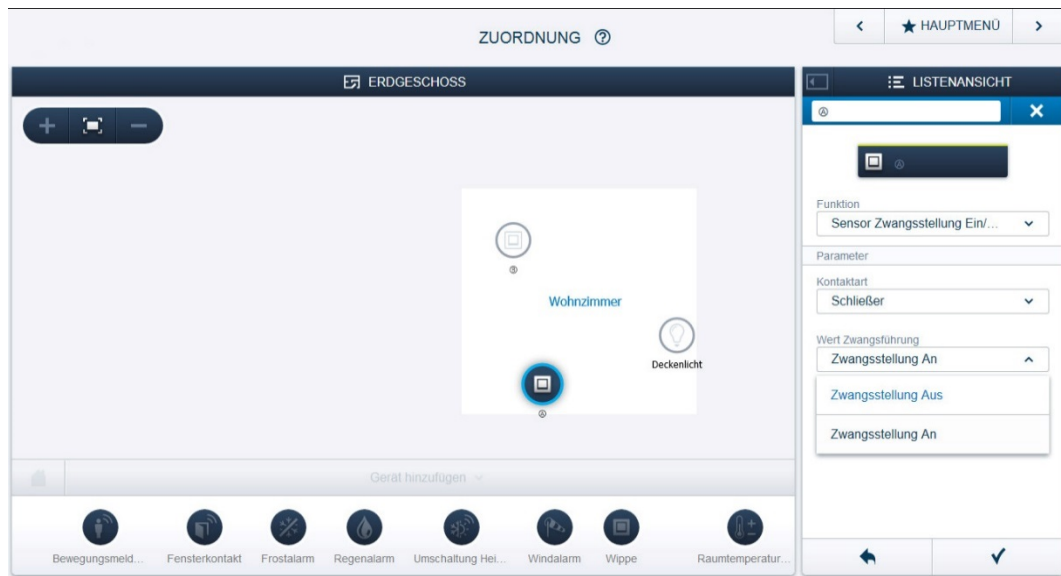 ZUORDNUNG ?
HAUPTMENÜ
ERDGESCHOSS
LISTENANSICHT
Ⓐ
Ⓐ
Funktion
Sensor Zwangsstellung Ein/...
Parameter
Kontaktart
Schließer
Wert Zwangsführung
Zwangsstellung An
Zwangsstellung Aus
Zwangsstellung An
Wohnzimmer
Deckenlicht
Ⓐ
Gerät hinzufügen
Bewegungsmeld...
Fensterkontakt
Frostalarm
Regenalarm
Umschaltung Hei...
Windalarm
Wippe
Raumtemperatur...